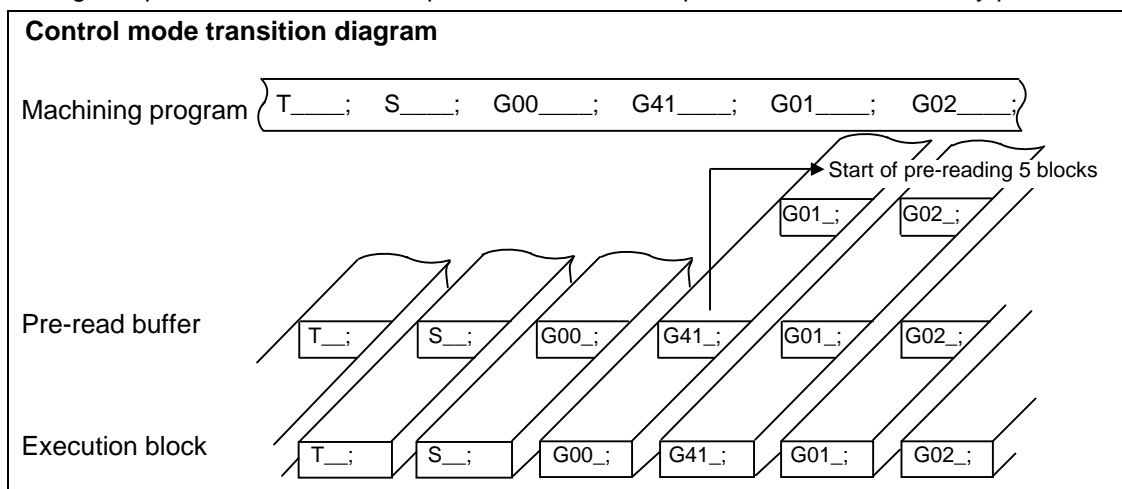 Control mode transition diagram
Machining program T____; S____; G00____; G41____; G01____; G02____;
Start of pre-reading 5 blocks
G01_; G02_;
Pre-read buffer T__; S__; G00_; G41_; G01_; G02_;
Execution block T__; S__; G00_; G41_; G01_; G02_;